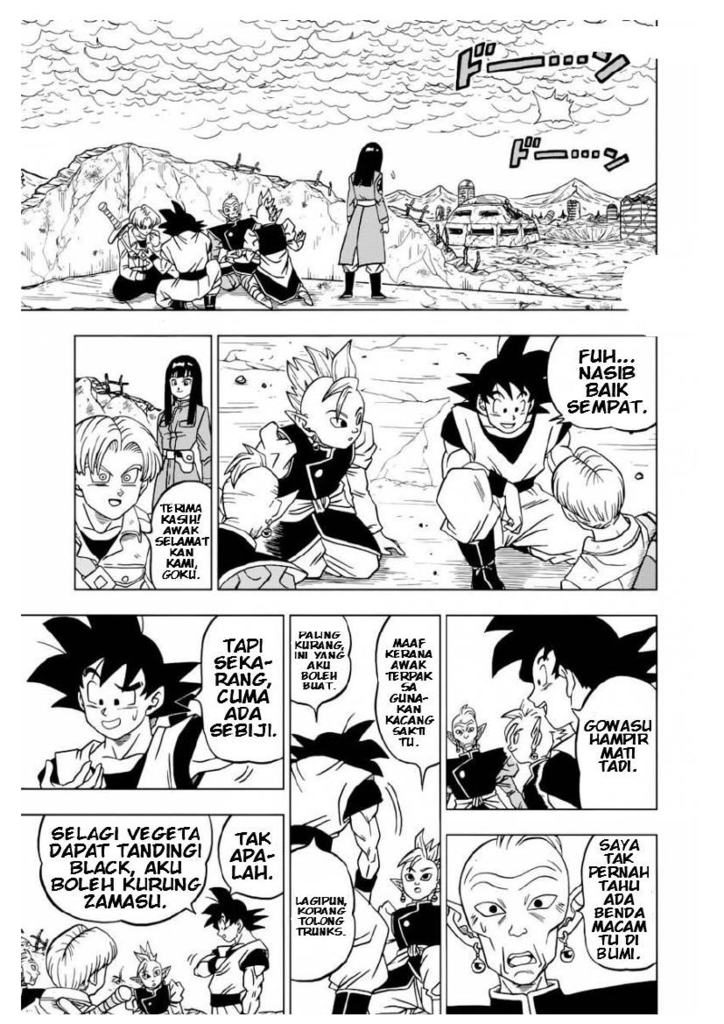 ドーー…ン
ドーー…ン
FUH...
NASIB
BAIK
SEMPAT.
TERIMA
KASIH!
AWAK
SELAMAT
KAN
KAMI,
GOKU.
GOWASU
HAMPIR
MATI
TADI.
MAAF
KERANA
AWAK
TERPAK
SA
GUNA-
KAN
KACANG
SAKTI
TU.
PALING
KURANG,
INI YANG
AKU
BOLEH
BUAT.
TAPI
SEKA-
RANG,
CUMA
ADA
SEBIJI.
SAYA
TAK
PERNAH
TAHU
ADA
BENDA
MACAM
TU DI
BUMI.
LAGIPUN,
KORANG
TOLONG
TRUNKS.
TAK
APA-
LAH.
SELAGI VEGETA
DAPAT TANDINGI
BLACK, AKU
BOLEH KURUNG
ZAMASU.